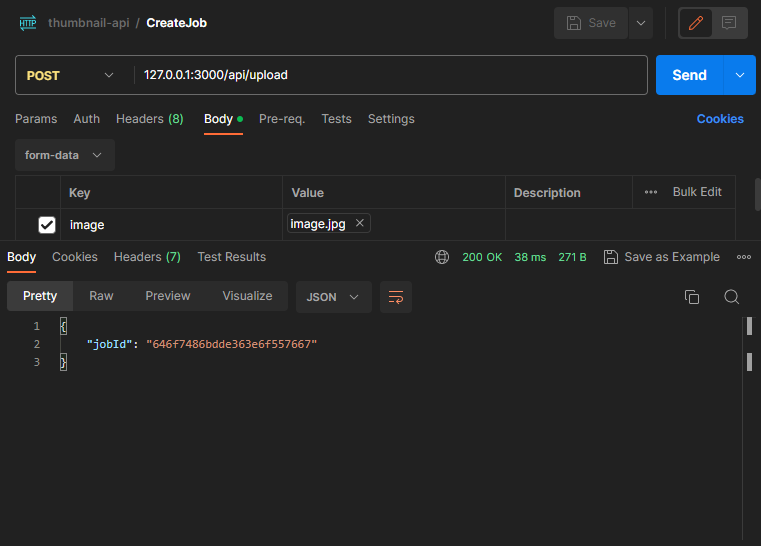 HTTP thumbnail-api / CreateJob Save
POST 127.0.0.1:3000/api/upload Send
Params Auth Headers (8) Body Pre-req. Tests Settings Cookies
form-data
Key Value Description Bulk Edit
image image.jpg
Body Cookies Headers (7) Test Results 200 OK 38 ms 271 B Save as Example
Pretty Raw Preview Visualize JSON
1 {
2 "jobId": "646f7486bdde363e6f557667"
3 }